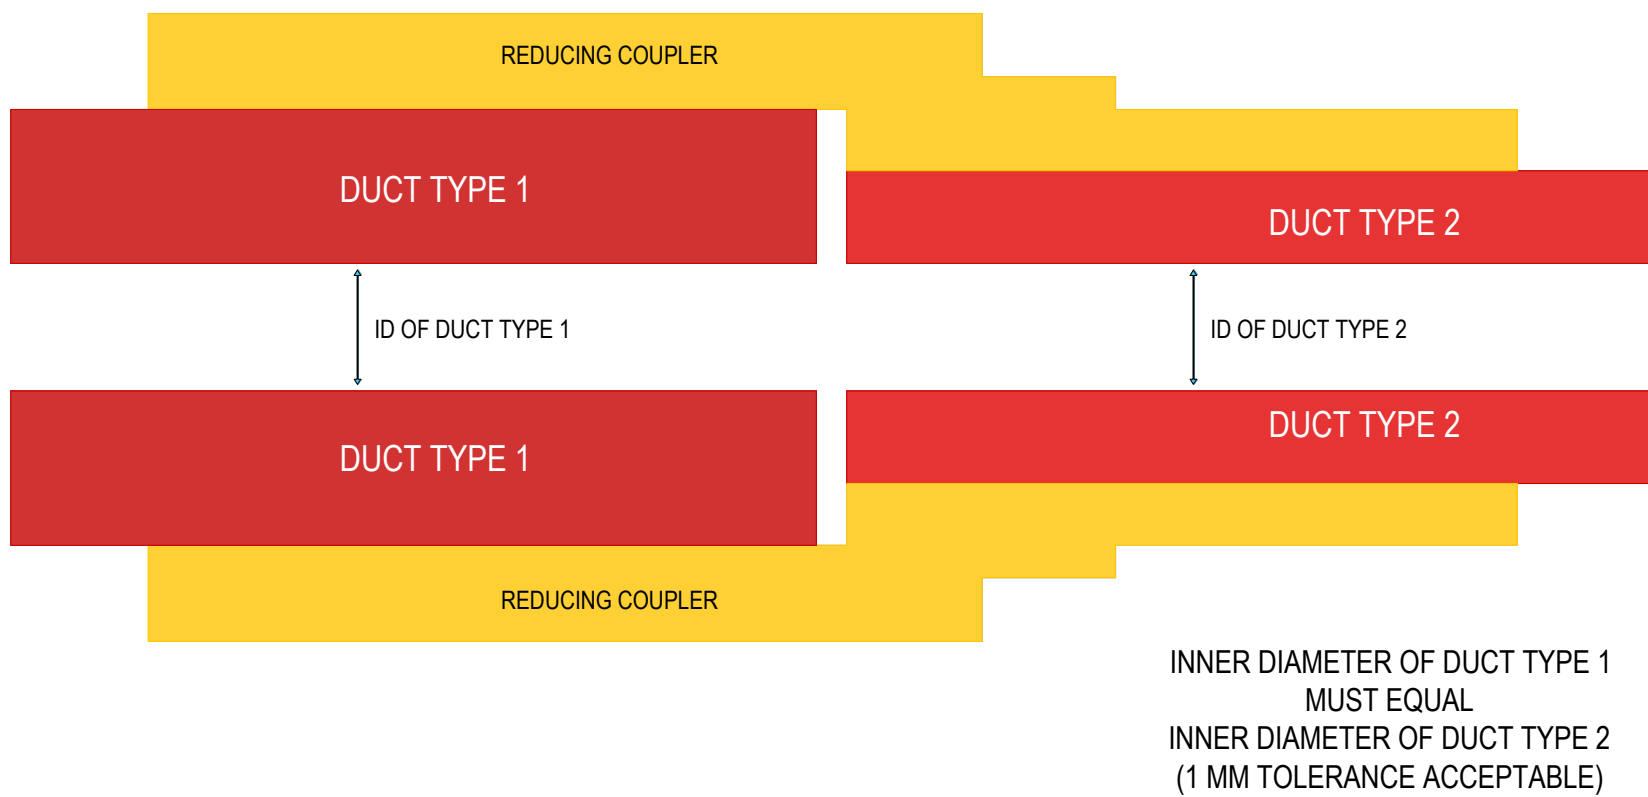 REDUCING COUPLER
DUCT TYPE 1
DUCT TYPE 2
ID OF DUCT TYPE 1
ID OF DUCT TYPE 2
DUCT TYPE 1
DUCT TYPE 2
REDUCING COUPLER
INNER DIAMETER OF DUCT TYPE 1
MUST EQUAL
INNER DIAMETER OF DUCT TYPE 2
(1 MM TOLERANCE ACCEPTABLE)